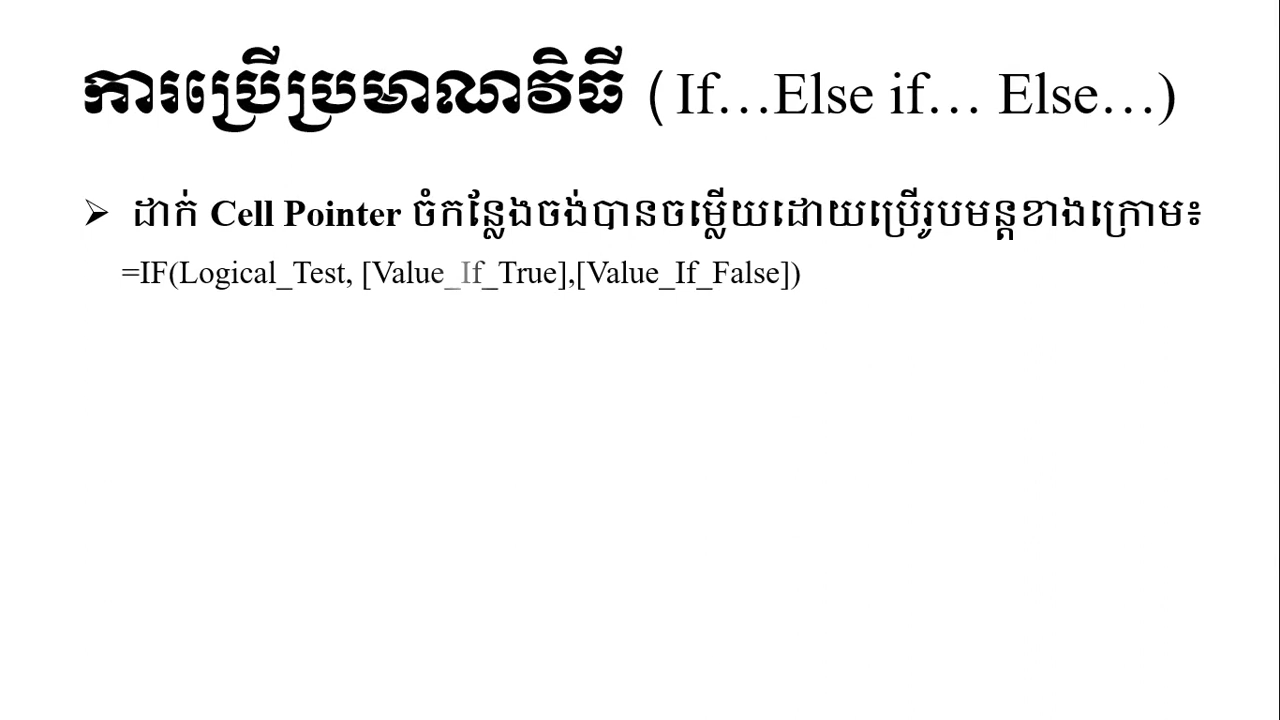 ការប្រើប្រមាណវិធី (If…Else if… Else…)
➢ ដាក់ Cell Pointer ចំកន្លែងចង់បានចម្លើយដោយប្រើរូបមន្តខាងក្រោម៖
=IF(Logical_Test, [Value_If_True],[Value_If_False])